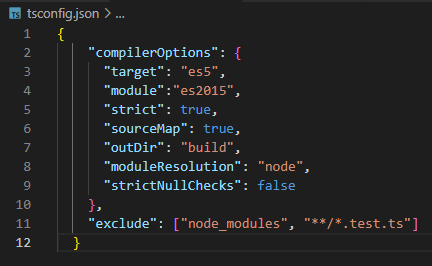 TS tsconfig.json > ...
1 {
2 "compilerOptions": {
3 "target": "es5",
4 "module":"es2015",
5 "strict": true,
6 "sourceMap": true,
7 "outDir": "build",
8 "moduleResolution": "node",
9 "strictNullChecks": false
10 },
11 "exclude": ["node_modules", "**/*.test.ts"]
12 }